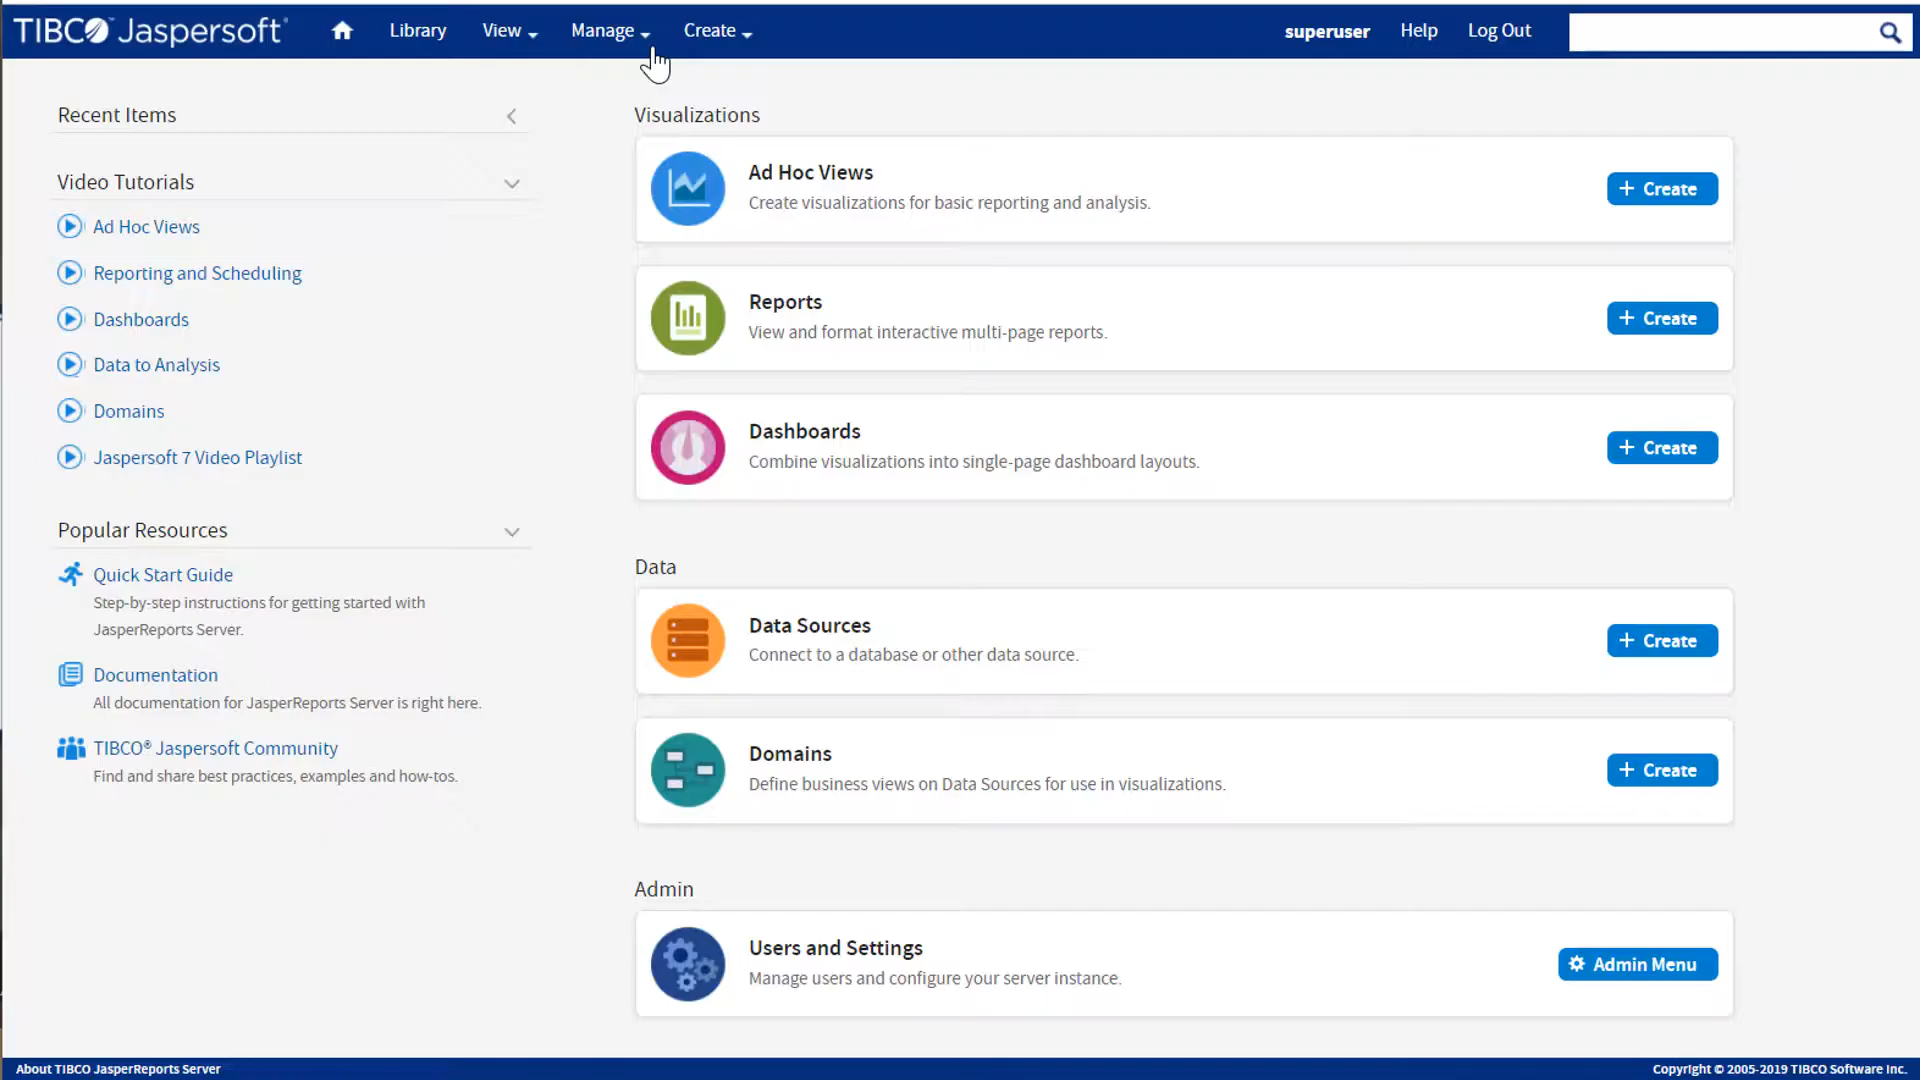 TIBCO Jaspersoft®
Library
View
Manage
Create
superuser
Help
Log Out
Recent Items
Video Tutorials
Ad Hoc Views
Reporting and Scheduling
Dashboards
Data to Analysis
Domains
Jaspersoft 7 Video Playlist
Popular Resources
Quick Start Guide
Step-by-step instructions for getting started with
JasperReports Server.
Documentation
All documentation for JasperReports Server is right here.
TIBCO® Jaspersoft Community
Find and share best practices, examples and how-tos.
Visualizations
Ad Hoc Views
Create visualizations for basic reporting and analysis.
+ Create
Reports
View and format interactive multi-page reports.
+ Create
Dashboards
Combine visualizations into single-page dashboard layouts.
+ Create
Data
Data Sources
Connect to a database or other data source.
+ Create
Domains
Define business views on Data Sources for use in visualizations.
+ Create
Admin
Users and Settings
Manage users and configure your server instance.
Admin Menu
About TIBCO JasperReports Server
Copyright © 2005-2019 TIBCO Software Inc.